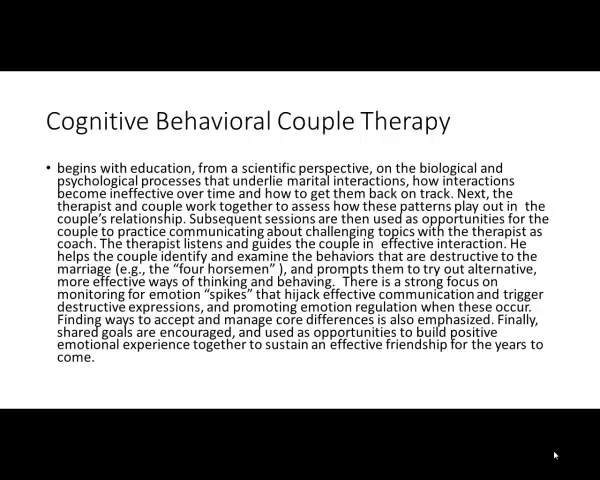 Cognitive Behavioral Couple Therapy
• begins with education, from a scientific perspective, on the biological and
psychological processes that underlie marital interactions, how interactions
become ineffective over time and how to get them back on track. Next, the
therapist and couple work together to assess how these patterns play out in the
couple's relationship. Subsequent sessions are then used as opportunities for the
couple to practice communicating about challenging topics with the therapist as
coach. The therapist listens and guides the couple in effective interaction. He
helps the couple identify and examine the behaviors that are destructive to the
marriage (e.g., the “four horsemen” ), and prompts them to try out alternative,
more effective ways of thinking and behaving. There is a strong focus on
monitoring for emotion “spikes” that hijack effective communication and trigger
destructive expressions, and promoting emotion regulation when these occur.
Finding ways to accept and manage core differences is also emphasized. Finally,
shared goals are encouraged, and used as opportunities to build positive
emotional experience together to sustain an effective friendship for the years to
come.